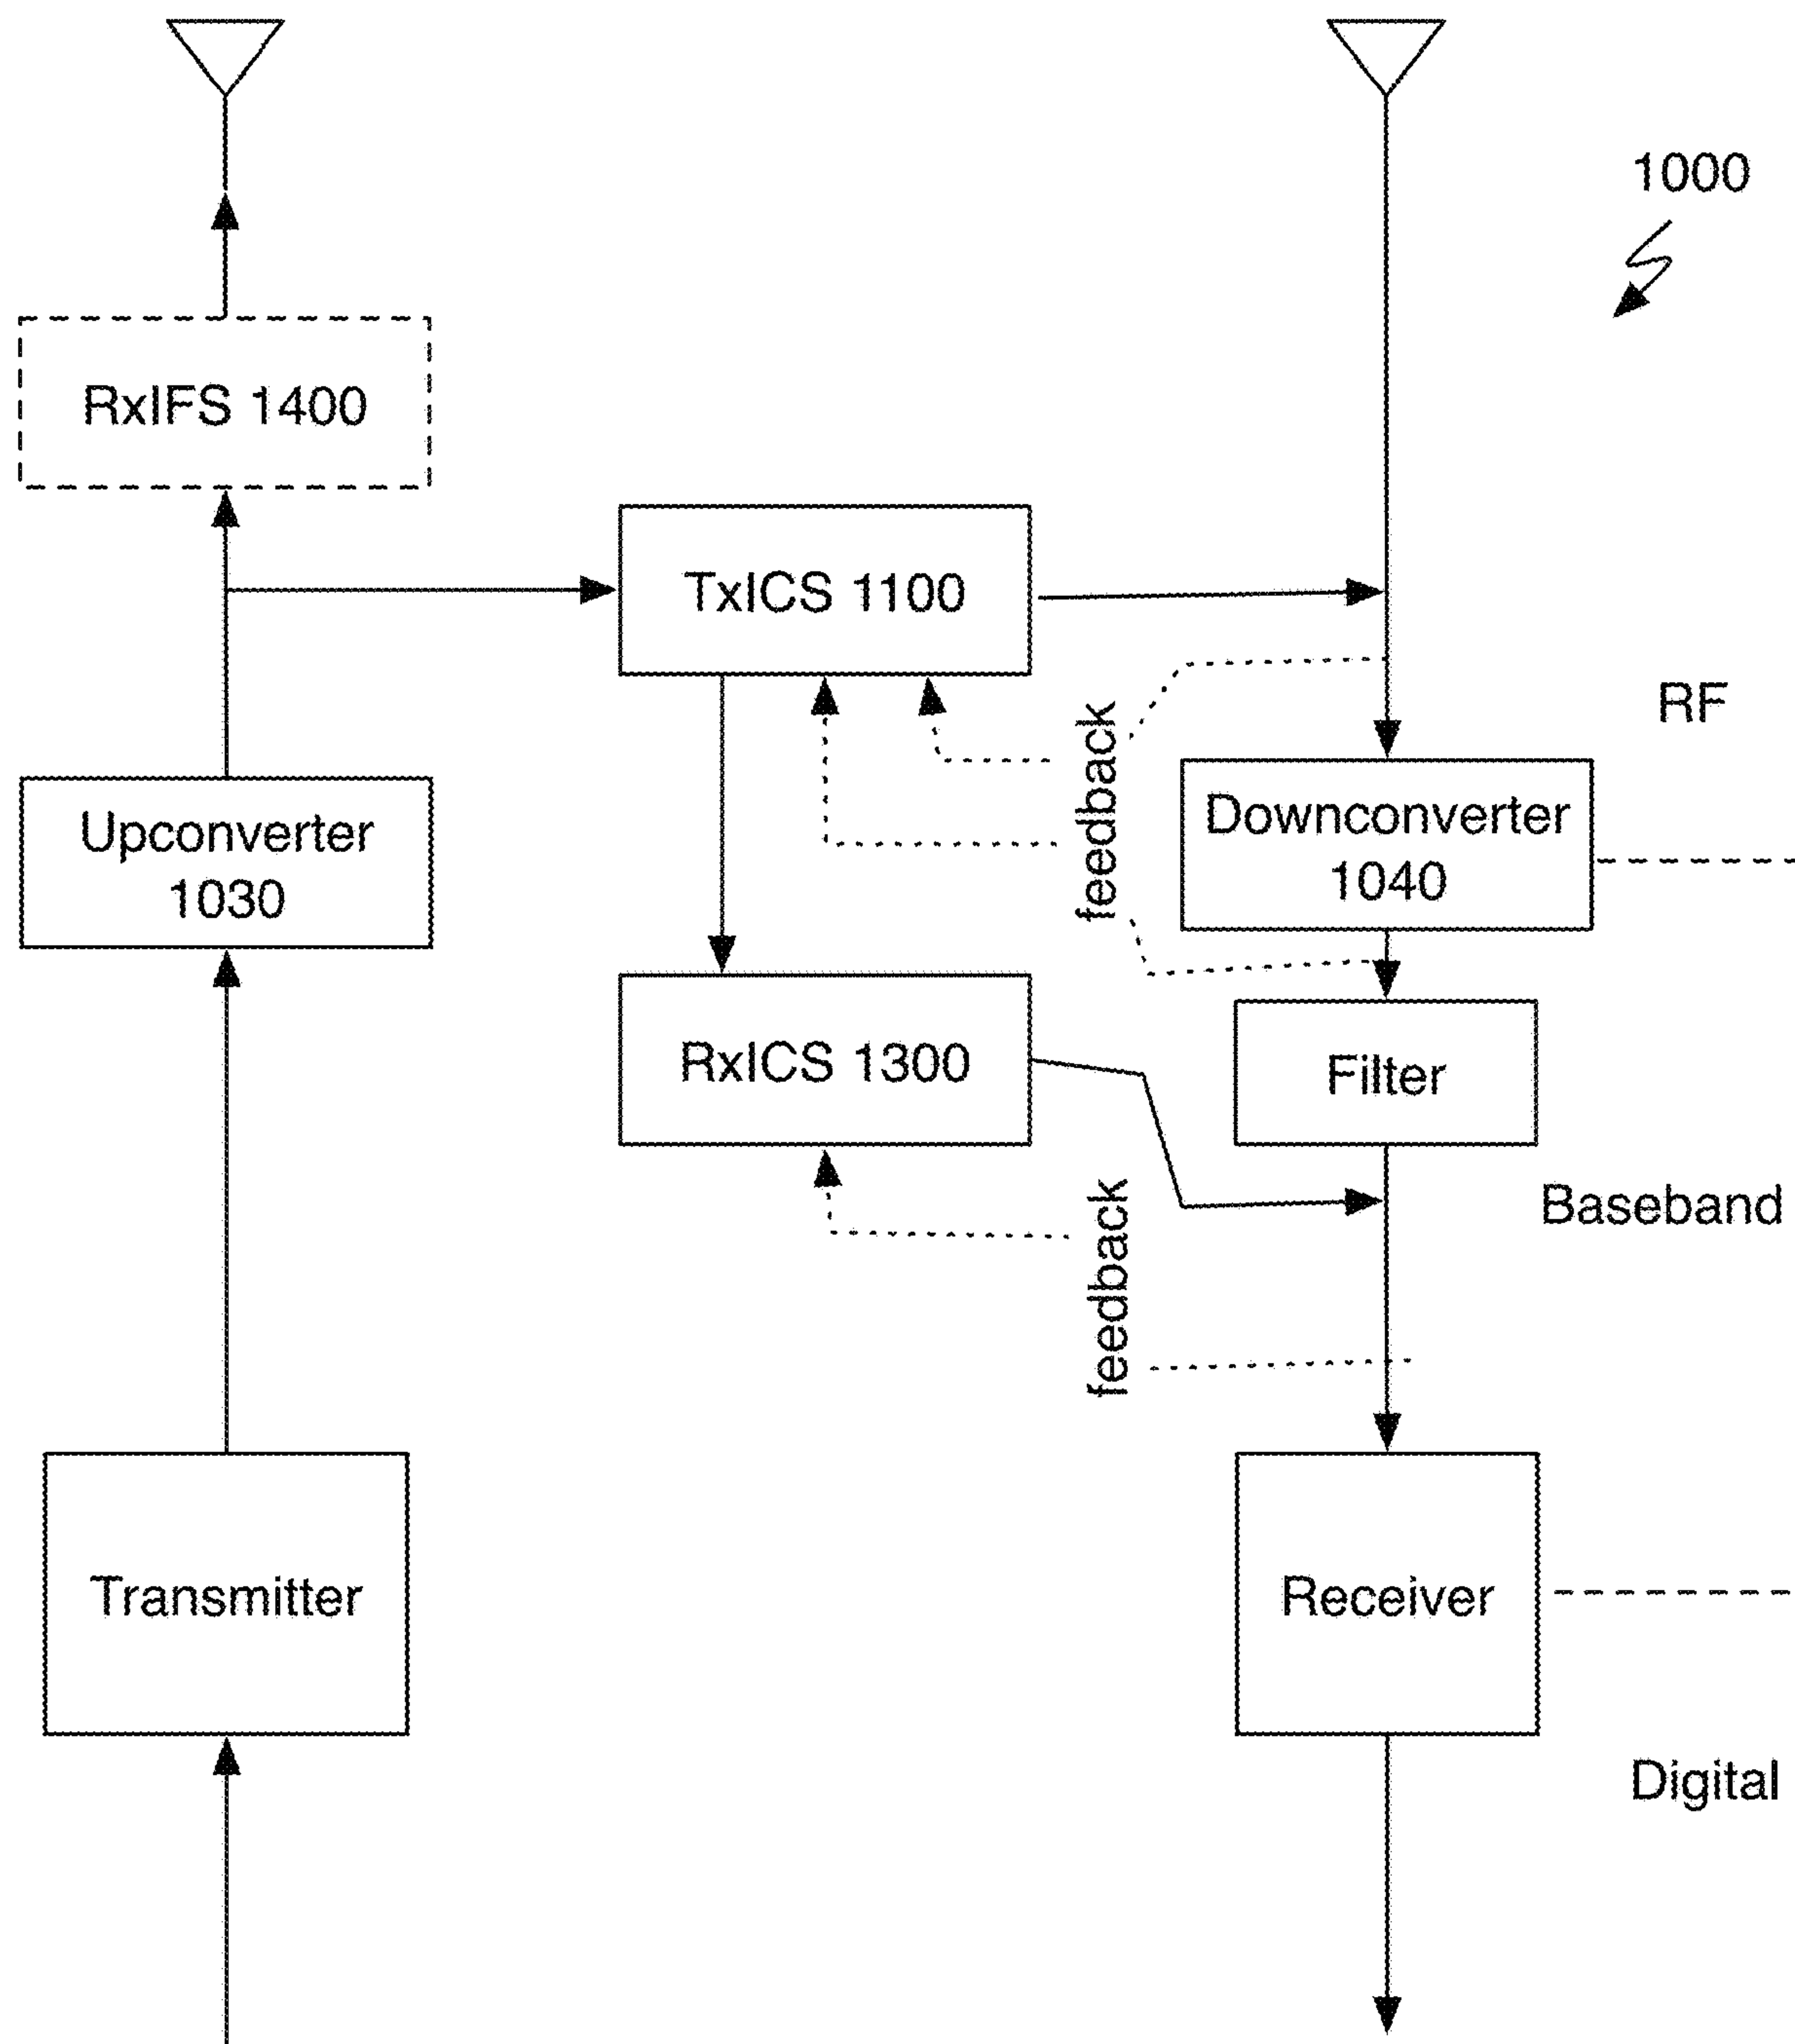 1000
RxIFS 1400
TxICS 1100
RF
feedback
Upconverter
1030
Downconverter
1040
RxICS 1300
Filter
Baseband
feedback
Transmitter
Receiver
Digital